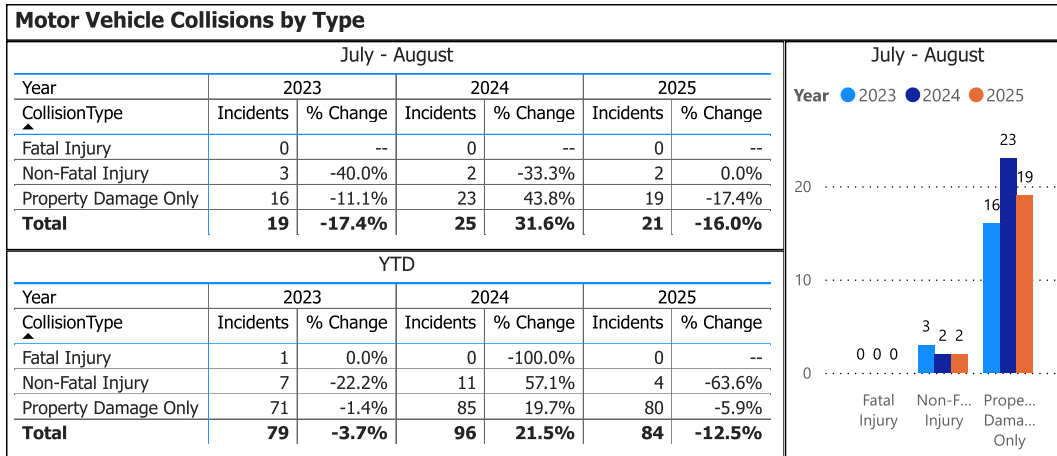 Motor Vehicle Collisions by Type
July - August
Year 2023 2024 2025
CollisionType Incidents % Change Incidents % Change Incidents % Change
Fatal Injury 0 -- 0 -- 0 --
Non-Fatal Injury 3 -40.0% 2 -33.3% 2 0.0%
Property Damage Only 16 -11.1% 23 43.8% 19 -17.4%
Total 19 -17.4% 25 31.6% 21 -16.0%
YTD
Year 2023 2024 2025
CollisionType Incidents % Change Incidents % Change Incidents % Change
Fatal Injury 1 0.0% 0 -100.0% 0 --
Non-Fatal Injury 7 -22.2% 11 57.1% 4 -63.6%
Property Damage Only 71 -1.4% 85 19.7% 80 -5.9%
Total 79 -3.7% 96 21.5% 84 -12.5%
July - August
Year 2023 2024 2025
23
20
19
16
10
3 2 2
0 0 0
0
Fatal Non-F... Prope...
Injury Injury Dama...
Only